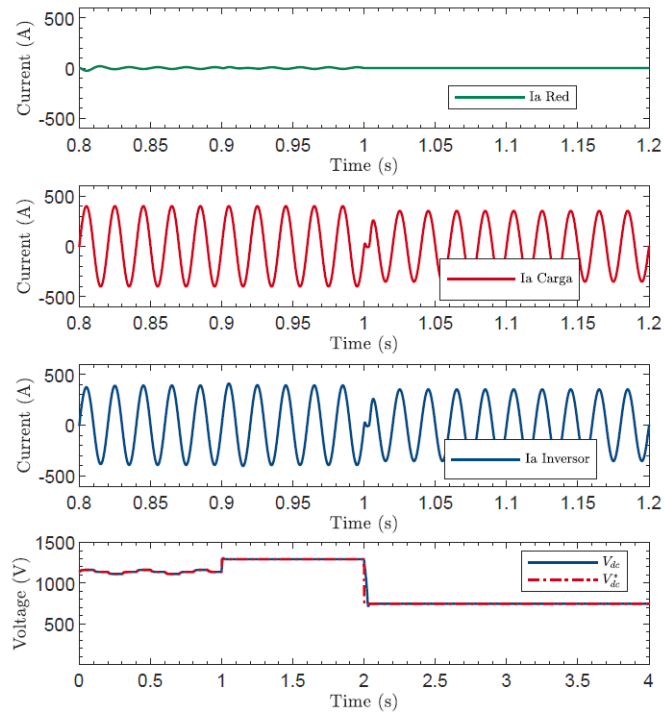 Current (A)
500
0
-500
Ia Red
0.8 0.85 0.9 0.95 1 1.05 1.1 1.15 1.2
Time (s)
Current (A)
500
0
-500
Ia Carga
0.8 0.85 0.9 0.95 1 1.05 1.1 1.15 1.2
Time (s)
Current (A)
500
0
-500
Ia Inversor
0.8 0.85 0.9 0.95 1 1.05 1.1 1.15 1.2
Time (s)
Voltage (V)
1500
1000
500
V_dc
V*_dc
0 0.5 1 1.5 2 2.5 3 3.5 4
Time (s)